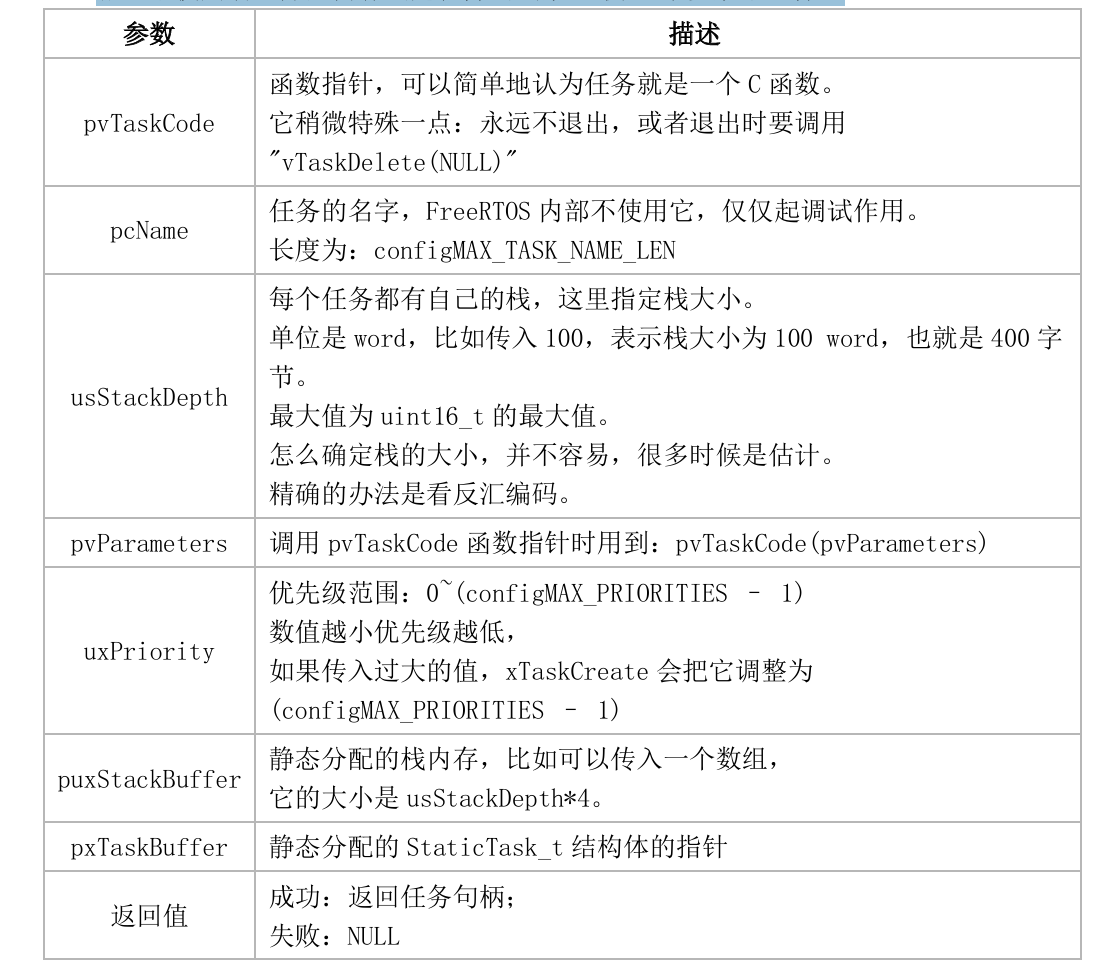 参数 描述
pvTaskCode
函数指针，可以简单地认为任务就是一个 C 函数。
它稍微特殊一点：永远不退出，或者退出时要调用
"vTaskDelete(NULL)"
pcName
任务的名字，FreeRTOS 内部不使用它，仅仅起调试作用。
长度为：configMAX_TASK_NAME_LEN
usStackDepth
每个任务都有自己的栈，这里指定栈大小。
单位是 word，比如传入 100，表示栈大小为 100 word，也就是 400 字
节。
最大值为 uint16_t 的最大值。
怎么确定栈的大小，并不容易，很多时候是估计。
精确的办法是看反汇编码。
pvParameters
调用 pvTaskCode 函数指针时用到：pvTaskCode(pvParameters)
uxPriority
优先级范围：0~(configMAX_PRIORITIES – 1)
数值越小优先级越低，
如果传入过大的值，xTaskCreate 会把它调整为
(configMAX_PRIORITIES – 1)
puxStackBuffer
静态分配的栈内存，比如可以传入一个数组，
它的大小是 usStackDepth*4。
pxTaskBuffer
静态分配的 StaticTask_t 结构体的指针
返回值
成功：返回任务句柄；
失败：NULL